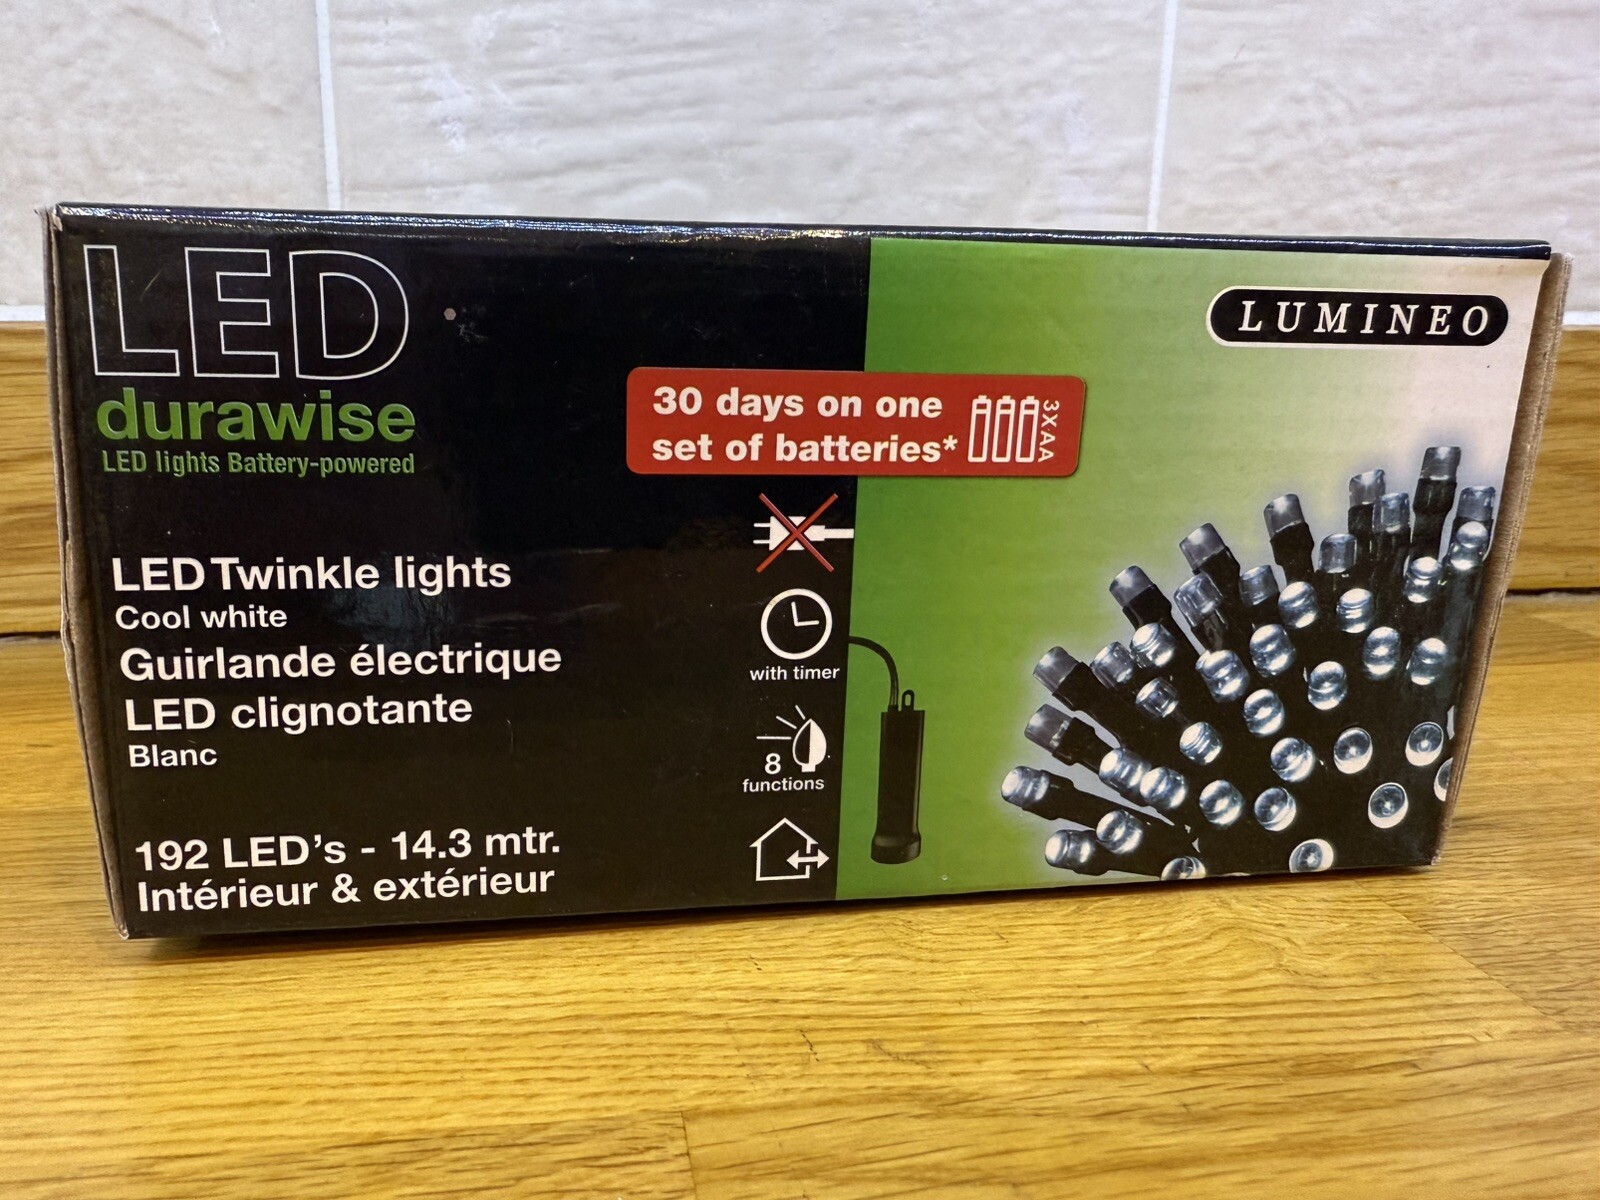 LED
durawise
LED lights Battery-powered
LUMINEO
30 days on one
set of batteries*
3XAA
LED Twinkle lights
Cool white
Guirlande électrique
LED clignotante
Blanc
with timer
8
functions
192 LED's - 14.3 mtr.
Intérieur & extérieur